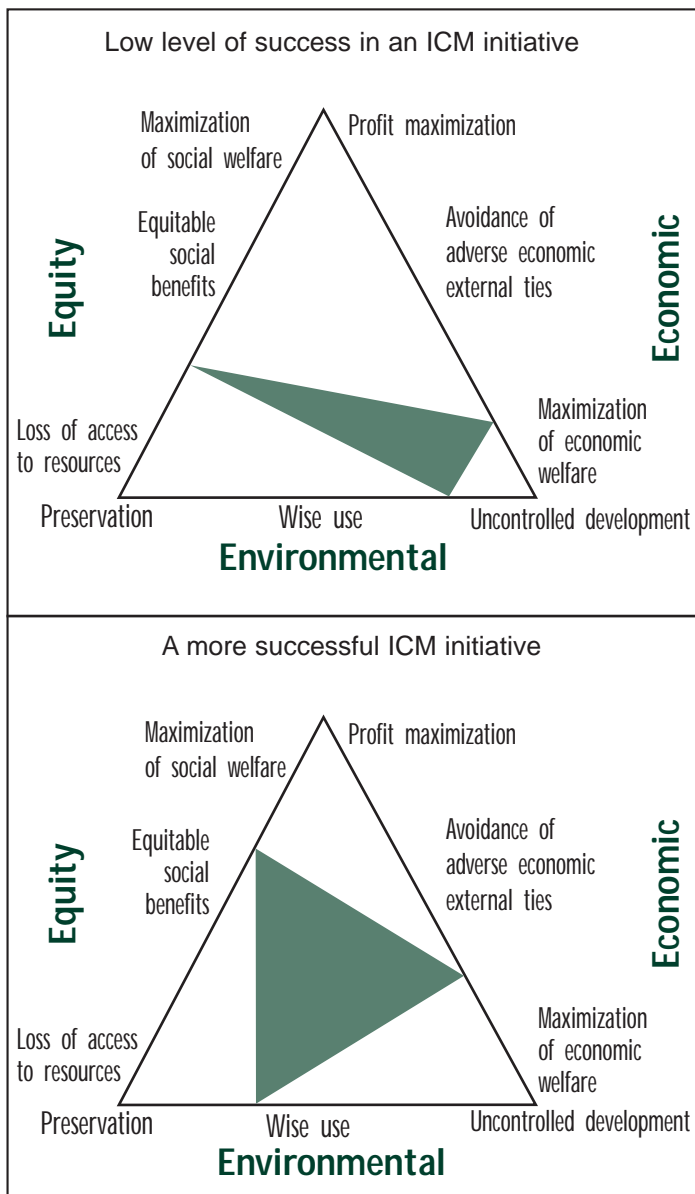 Low level of success in an ICM initiative
Maximization
of social welfare
Profit maximization
Equitable
social
benefits
Avoidance of
adverse economic
external ties
Equity
Economic
Loss of access
to resources
Maximization
of economic
welfare
Preservation
Wise use
Uncontrolled development
Environmental
A more successful ICM initiative
Maximization
of social welfare
Profit maximization
Equitable
social
benefits
Avoidance of
adverse economic
external ties
Equity
Economic
Loss of access
to resources
Maximization
of economic
welfare
Preservation
Wise use
Uncontrolled development
Environmental